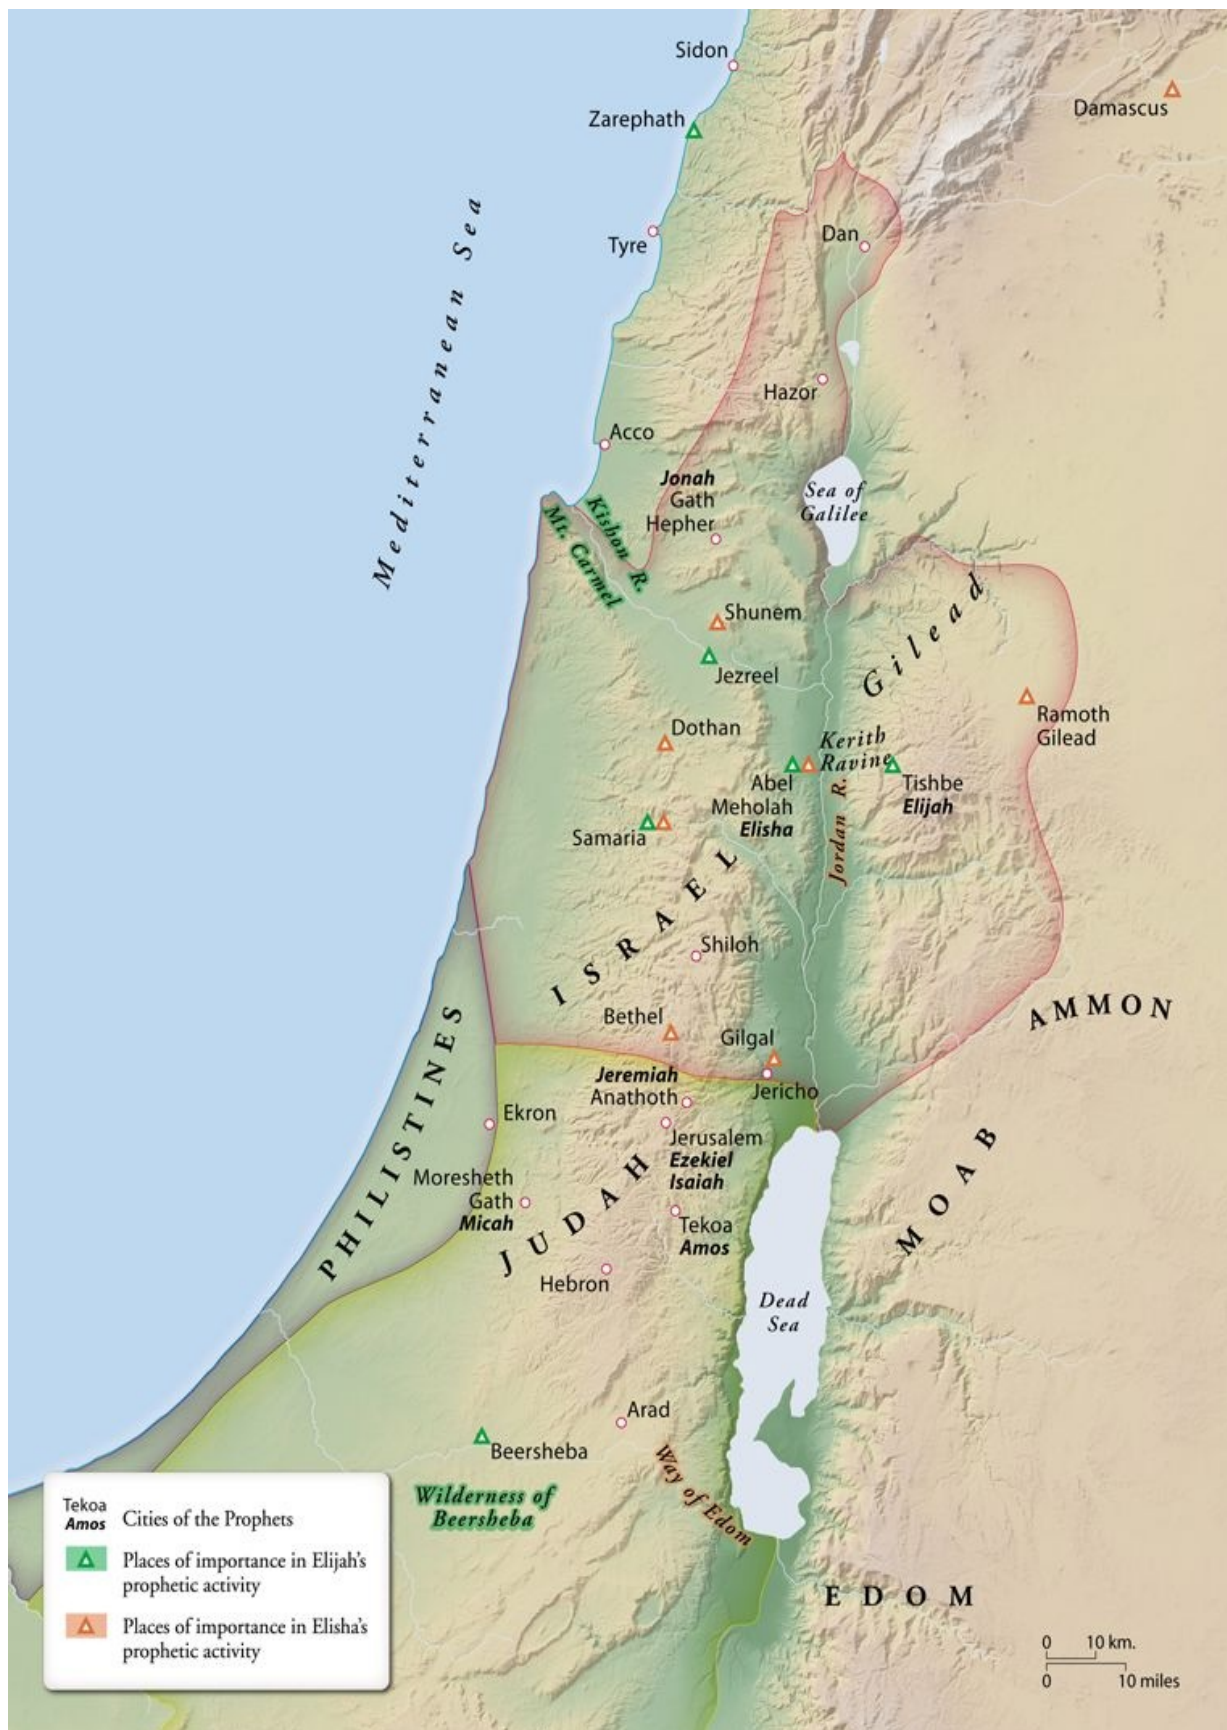 Sidon
Damascus
Zarephath
Mediterranean Sea
Tyre
Dan
Hazor
Acco
Jonah
Gath
Hepher
Sea of
Galilee
Kishon R.
Mt. Carmel
Shunem
Gilead
Jezreel
Ramoth
Gilead
Dothan
Kerith
Ravine
Abel
Meholah
Elisha
Tishbe
Elijah
Jordan R.
Samaria
ISRAEL
Shiloh
AMMON
Bethel
Gilgal
PHILISTINES
Jeremiah
Anathoth
Jericho
Ekron
Jerusalem
Ezekiel
Isaiah
MOAB
Moresheth
Gath
Micah
JUDAH
Tekoa
Amos
Hebron
Dead
Sea
Arad
Beersheba
Way of Edom
Wilderness of
Beersheba
EDOM
Tekoa
Amos
Cities of the Prophets
Places of importance in Elijah's
prophetic activity
Places of importance in Elisha's
prophetic activity
0 10 km.
0 10 miles